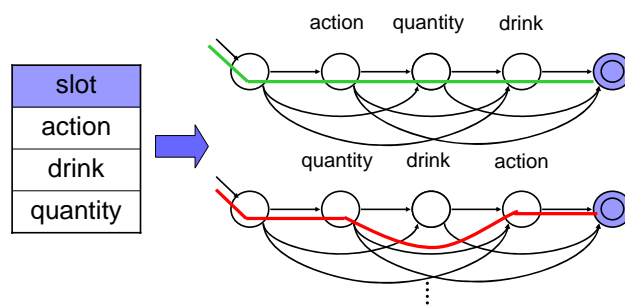 slot
action
drink
quantity
action quantity drink
quantity drink action